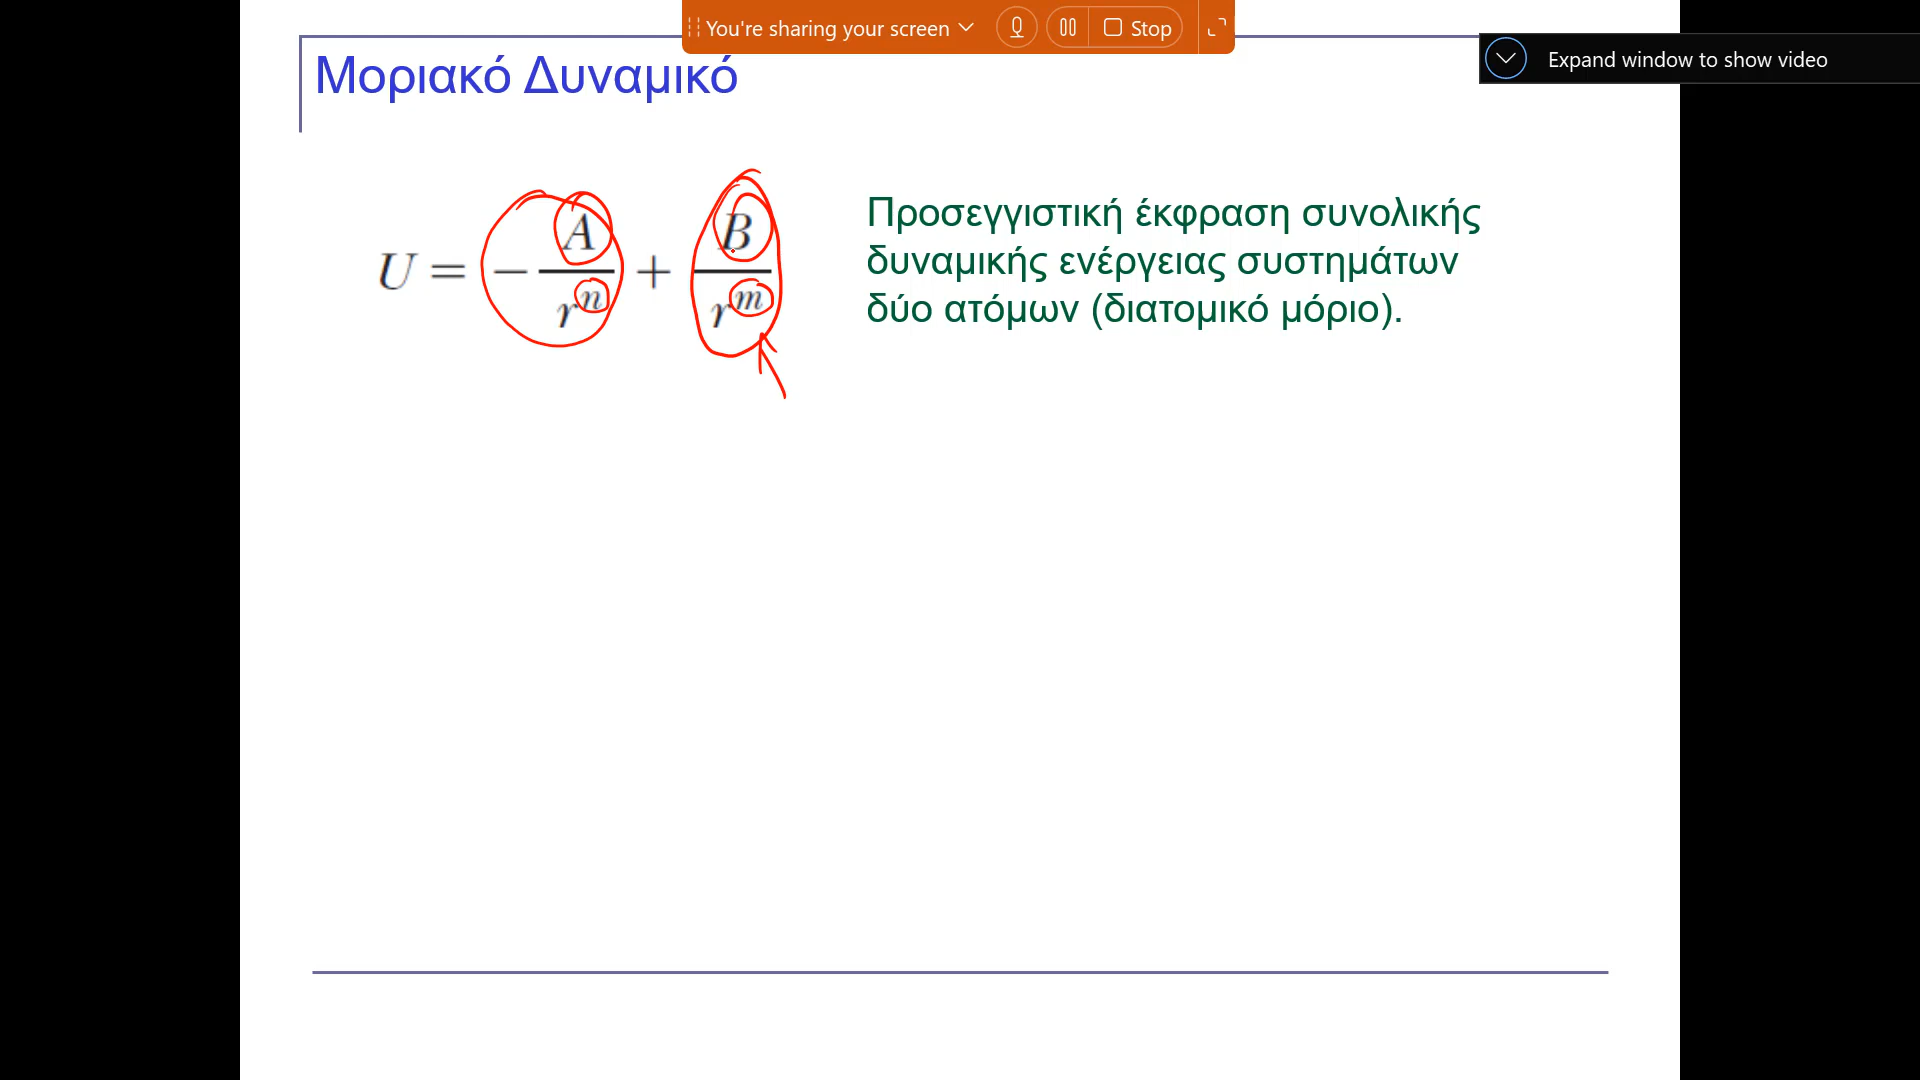 You're sharing your screen
Stop
Expand window to show video
Μοριακό Δυναμικό
U = − A/r^n + B/r^m
Προσεγγιστική έκφραση συνολικής
δυναμικής ενέργειας συστημάτων
δύο ατόμων (διατομικό μόριο).